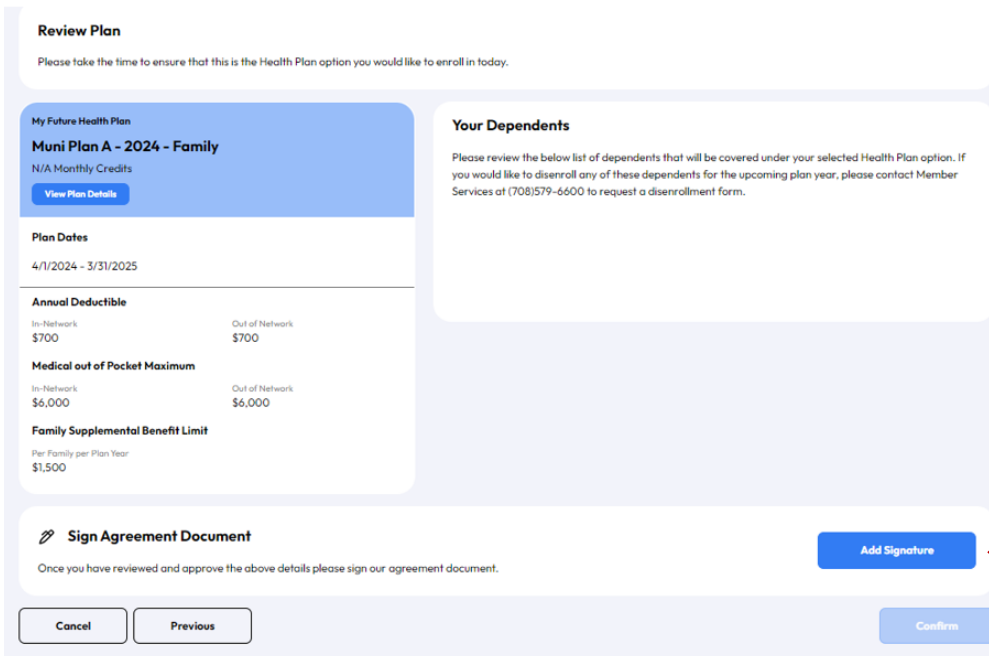 Review Plan
Please take the time to ensure that this is the Health Plan option you would like to enroll in today.
My Future Health Plan
Muni Plan A - 2024 - Family
N/A Monthly Credits
View Plan Details
Plan Dates
4/1/2024 - 3/31/2025
Annual Deductible
In-Network Out of Network
$700 $700
Medical out of Pocket Maximum
In-Network Out of Network
$6,000 $6,000
Family Supplemental Benefit Limit
Per Family per Plan Year
$1,500
Your Dependents
Please review the below list of dependents that will be covered under your selected Health Plan option. If
you would like to disenroll any of these dependents for the upcoming plan year, please contact Member
Services at (708)579-6600 to request a disenrollment form.
Sign Agreement Document
Once you have reviewed and approve the above details please sign our agreement document.
Add Signature
Cancel Previous Confirm